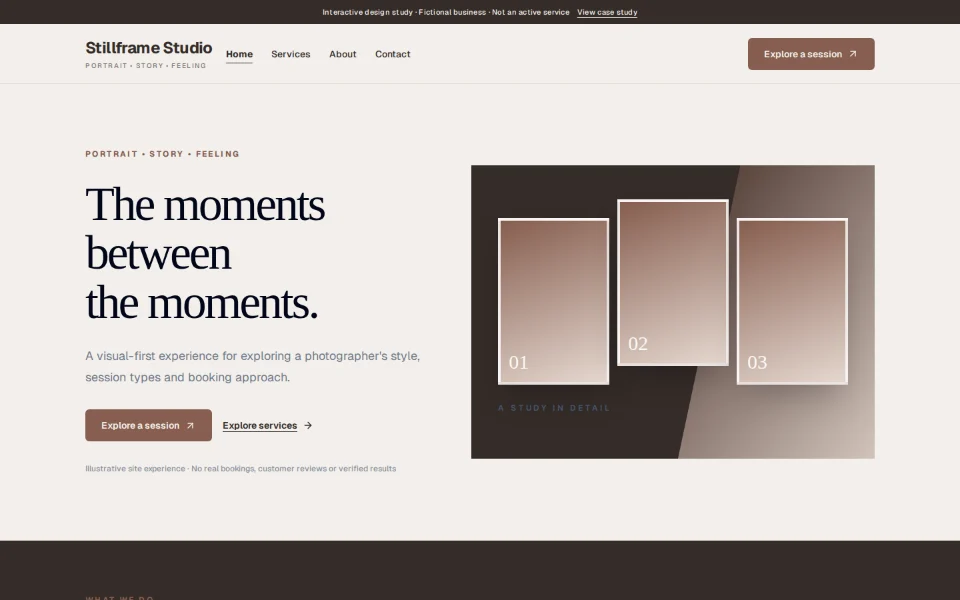 Interactive design study · Fictional business · Not an active service View case study
Stillframe Studio
PORTRAIT • STORY • FEELING
Home Services About Contact
Explore a session ↗
PORTRAIT • STORY • FEELING
The moments
between
the moments.
A visual-first experience for exploring a photographer's style,
session types and booking approach.
Explore a session ↗ Explore services →
Illustrative site experience · No real bookings, customer reviews or verified results
01
02
03
A STUDY IN DETAIL
WHAT WE DO